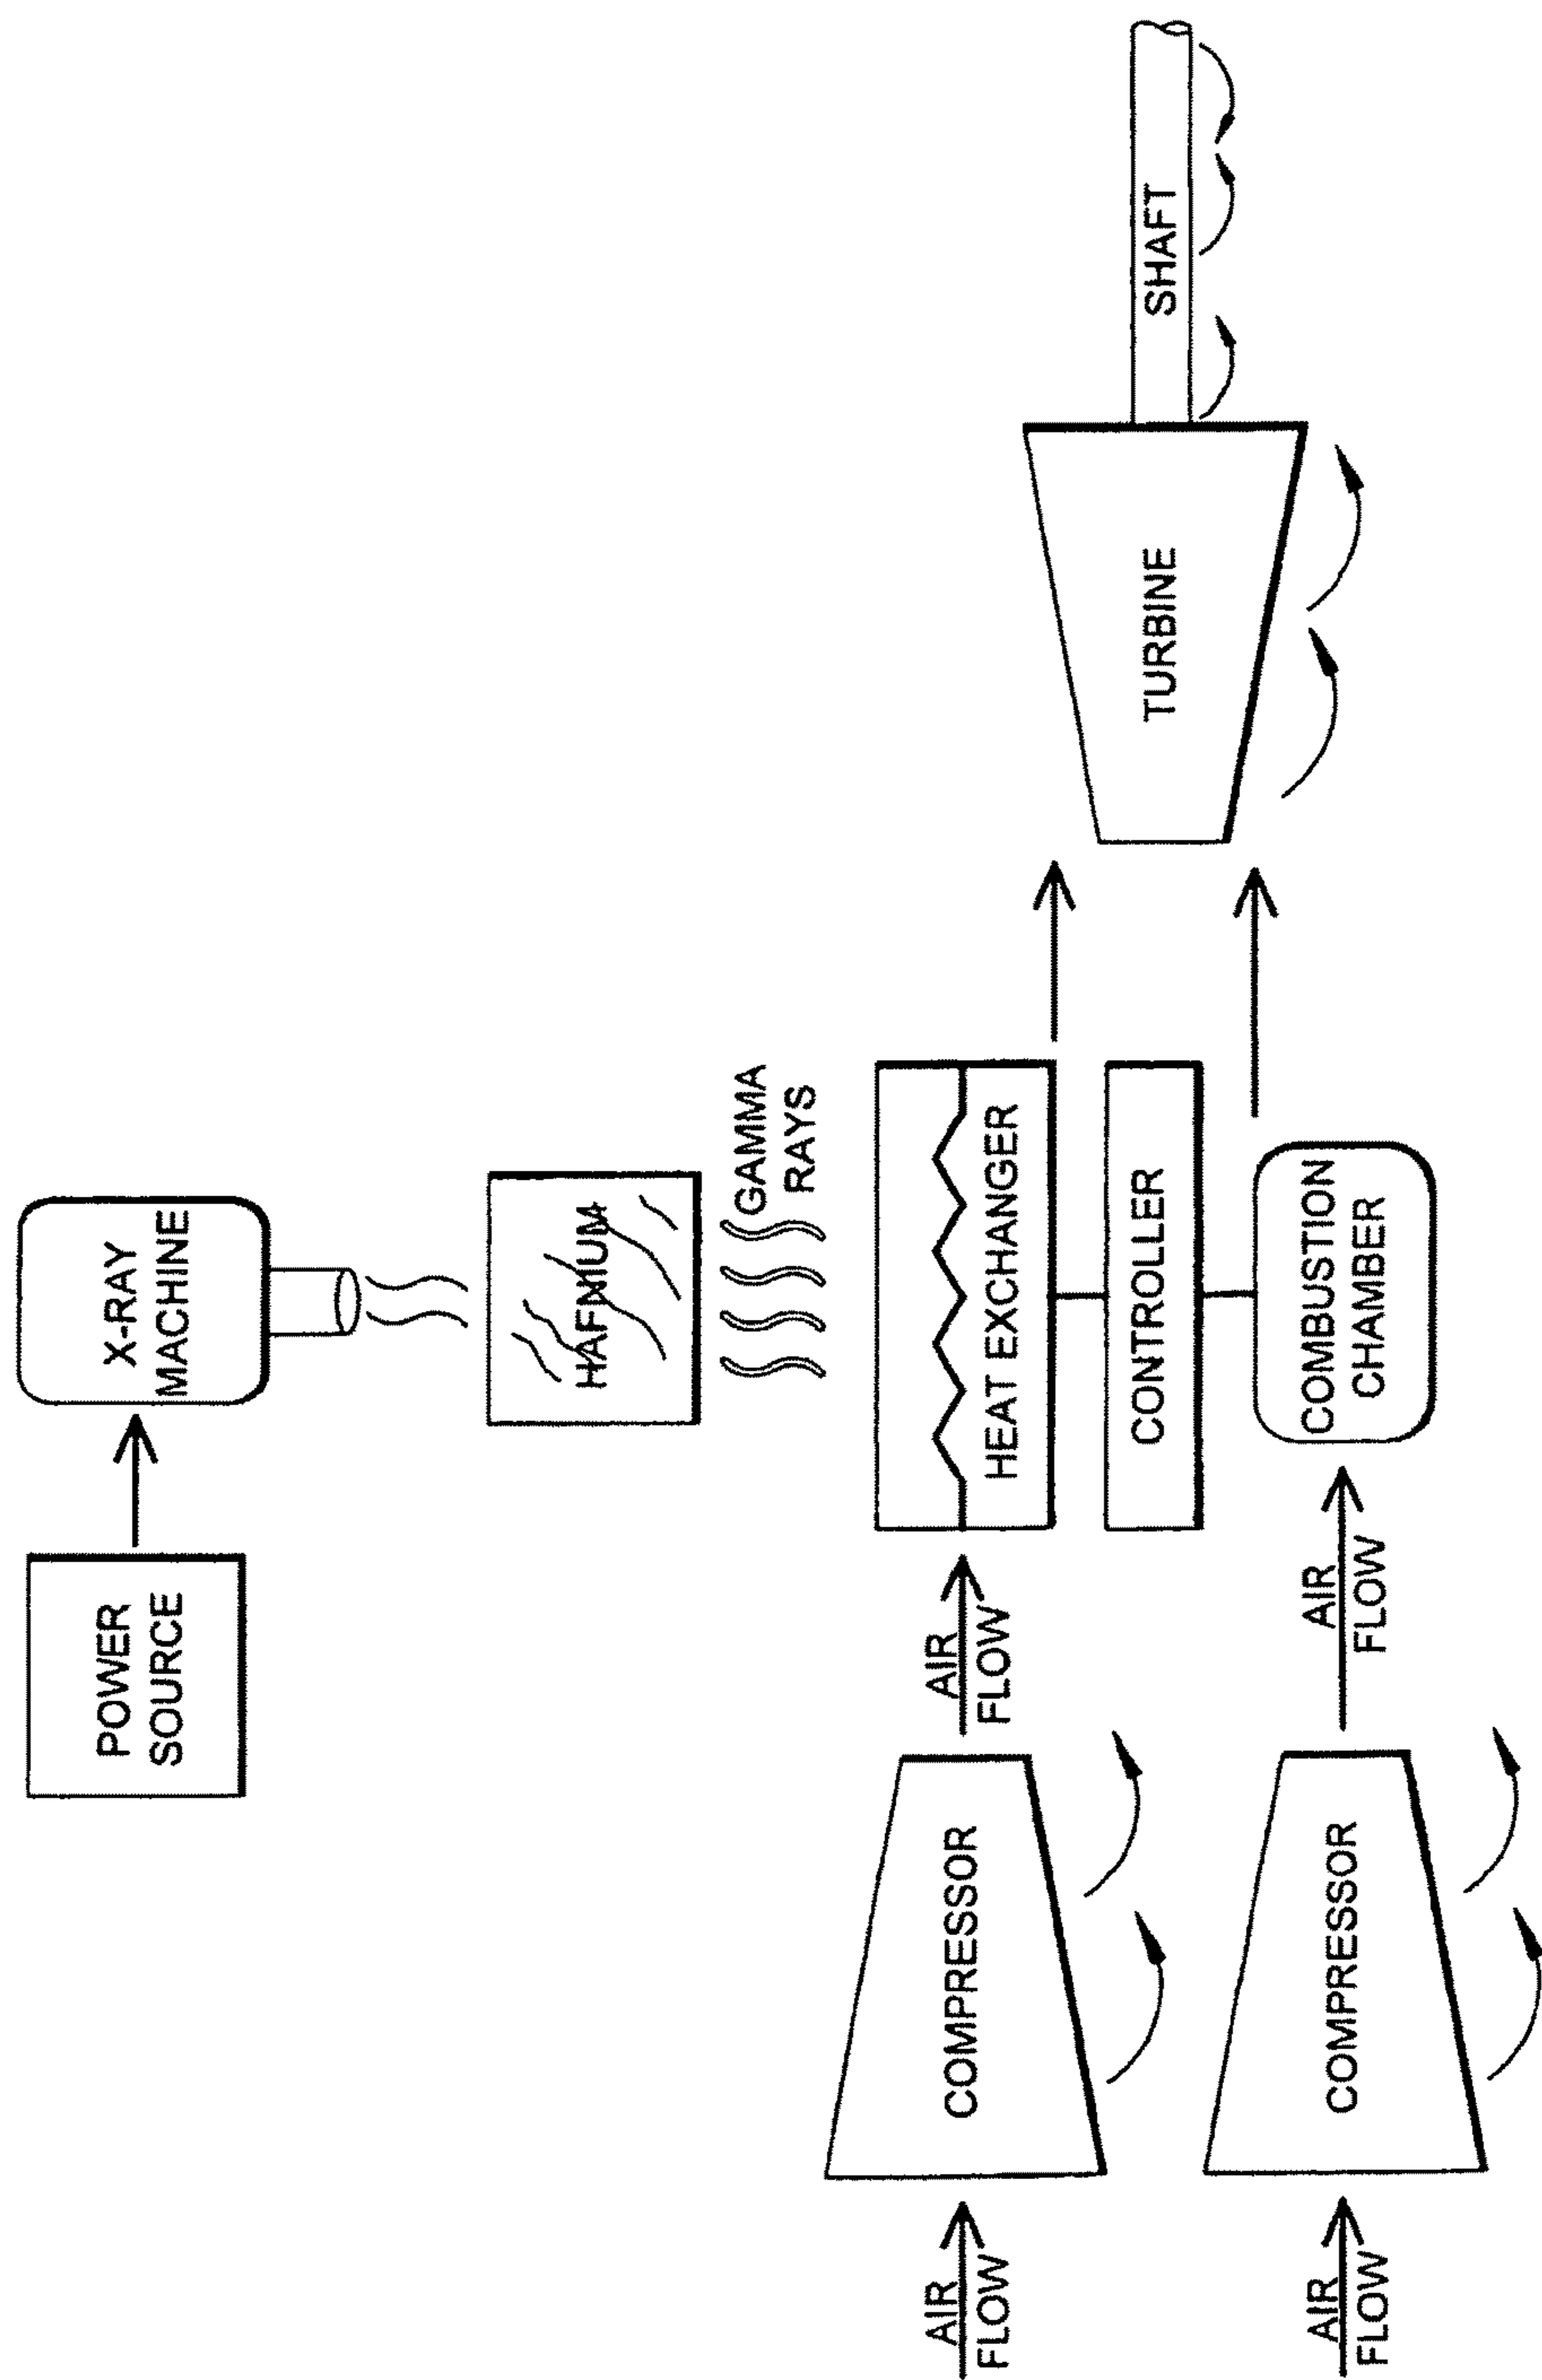 POWER
SOURCE
X-RAY
MACHINE
HAFNIUM
GAMMA
RAYS
AIR
FLOW
COMPRESSOR
AIR
FLOW
HEAT EXCHANGER
CONTROLLER
AIR
FLOW
COMPRESSOR
AIR
FLOW
COMBUSTION
CHAMBER
TURBINE
SHAFT